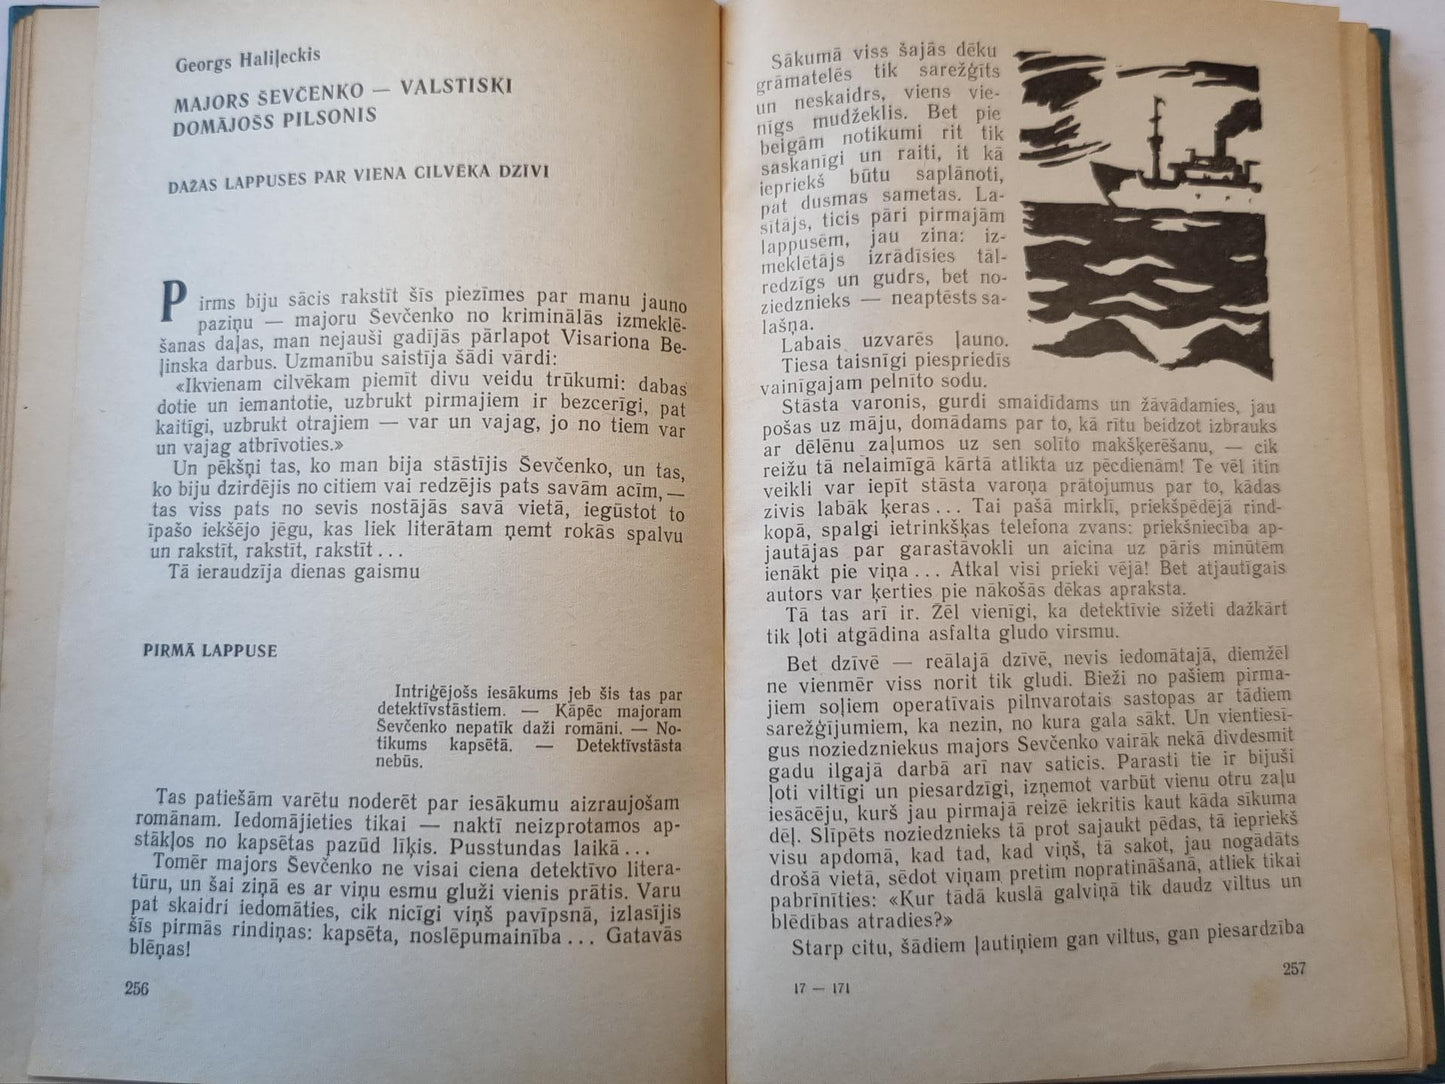 Georgs Haliļeckis
MAJORS ŠEVČENKO — VALSTISKI
DOMĀJOŠS PILSONIS
DAŽAS LAPPUSES PAR VIENA CILVĒKA DZĪVI
Pirms biju sācis rakstīt šīs piezīmes par manu jauno
paziņu — majoru Ševčenko no kriminālās izmeklē-
šanas daļas, man nejauši gadījās pārlapot Visariona Be-
ļinska darbus. Uzmanību saistīja šādi vārdi:
«Ikvienam cilvēkam piemīt divu veidu trūkumi: dabas
dotie un iemantotie, uzbrukt pirmajiem ir bezcerīgi, pat
kaitīgi, uzbrukt otrajiem — var un vajag, jo no tiem var
un vajag atbrīvoties.»
Un pēkšņi tas, ko man bija stāstījis Ševčenko, un tas,
ko biju dzirdējis no citiem vai redzējis pats savām acīm, —
tas viss pats no sevis nostājās savā vietā, iegūstot to
īpašo iekšējo jēgu, kas liek literātam ņemt rokās spalvu
un rakstīt, rakstīt, rakstīt...
Tā ieraudzīja dienas gaismu
PIRMĀ LAPPUSE
Intriģējošs iesākums jeb šis tas par
detektīvstāstiem. — Kāpēc majoram
Ševčenko nepatīk daži romāni. — No-
tikums kapsētā. — Detektīvstāsta
nebūs.
Tas patiešām varētu noderēt par iesākumu aizraujošam
romānam. Iedomājieties tikai — naktī neizprotamos ap-
stākļos no kapsētas pazūd līķis. Pusstundas laikā...
Tomēr majors Ševčenko ne visai ciena detektīvo litera-
tūru, un šai ziņā es ar viņu esmu gluži vienis prātis. Varu
pat skaidri iedomāties, cik nicīgi viņš pavīpsnā, izlasījis
šīs pirmās rindiņas: kapsēta, noslēpumainība... Gatavās
blēņas!
256
Sākumā viss šajās dēku
grāmatelēs tik sarežģīts
un neskaidrs, viens vie-
nīgs mudžeklis. Bet pie
beigām notikumi rit tik
saskanīgi un raiti, it kā
iepriekš būtu saplānoti,
pat dusmas sametas. La-
sītājs, ticis pāri pirmajām
lappusēm, jau zina: iz-
meklētājs izrādīsies tāl-
redzīgs un gudrs, bet no-
ziedznieks — neaptēsts sa-
lašņa.
Labais uzvarēs ļauno.
Tiesa taisnīgi piespriedīs
vainīgajam pelnīto sodu.
Stāsta varonis, gurdi smaidīdams un žāvādamies, jau
pošas uz māju, domādams par to, kā rītu beidzot izbrauks
ar dēlēnu zaļumos uz sen solīto makšķerēšanu, — cik
reižu tā nelaimīgā kārtā atlikta uz pēcdienām! Te vēl itin
veikli var iepīt stāsta varoņa prātojumus par to, kādas
zivis labāk ķeras... Tai pašā mirklī, priekšpēdējā rind-
kopā, spalgi ietrinkšķas telefona zvans: priekšniecība ap-
jautājas par garastāvokli un aicina uz pāris minūtēm
ienākt pie viņa... Atkal visi prieki vējā! Bet atjautīgais
autors var ķerties pie nākošās dēkas apraksta.
Tā tas arī ir. Žēl vienīgi, ka detektīvie sižeti dažkārt
tik ļoti atgādina asfalta gludo virsmu.
Bet dzīvē — reālajā dzīvē, nevis iedomātajā, diemžēl
ne vienmēr viss norit tik gludi. Bieži no pašiem pirma-
jiem soļiem operatīvais pilnvarotais sastopas ar tādiem
sarežģījumiem, ka nezin, no kura gala sākt. Un vientiesī-
gus noziedzniekus majors Ševčenko vairāk nekā divdesmit
gadu ilgajā darbā arī nav saticis. Parasti tie ir bijuši
ļoti viltīgi un piesardzīgi, izņemot varbūt vienu otru zaļu
iesācēju, kurš jau pirmajā reizē iekritis kaut kāda sīkuma
dēļ. Slīpēts noziedznieks tā prot sajaukt pēdas, tā iepriekš
visu apdomā, kad tad, kad viņš, tā sakot, jau nogādāts
drošā vietā, sēdot viņam pretim nopratināšanā, atliek tikai
pabrīnīties: «Kur tādā kuslā galviņā tik daudz viltus un
blēdības atradies?»
Starp citu, šādiem ļautiņiem gan viltus, gan piesardzība
17 — 171
257